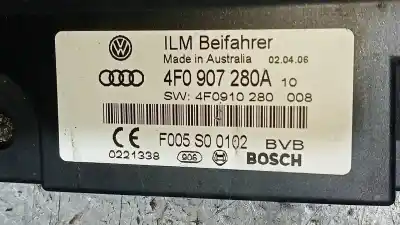 ILM Beifahrer
Made in Australia 02.04.06
4F0 907 280A 10
SW: 4F0910 280 008
F005 S0 0102 BVB
0221338 906 BOSCH